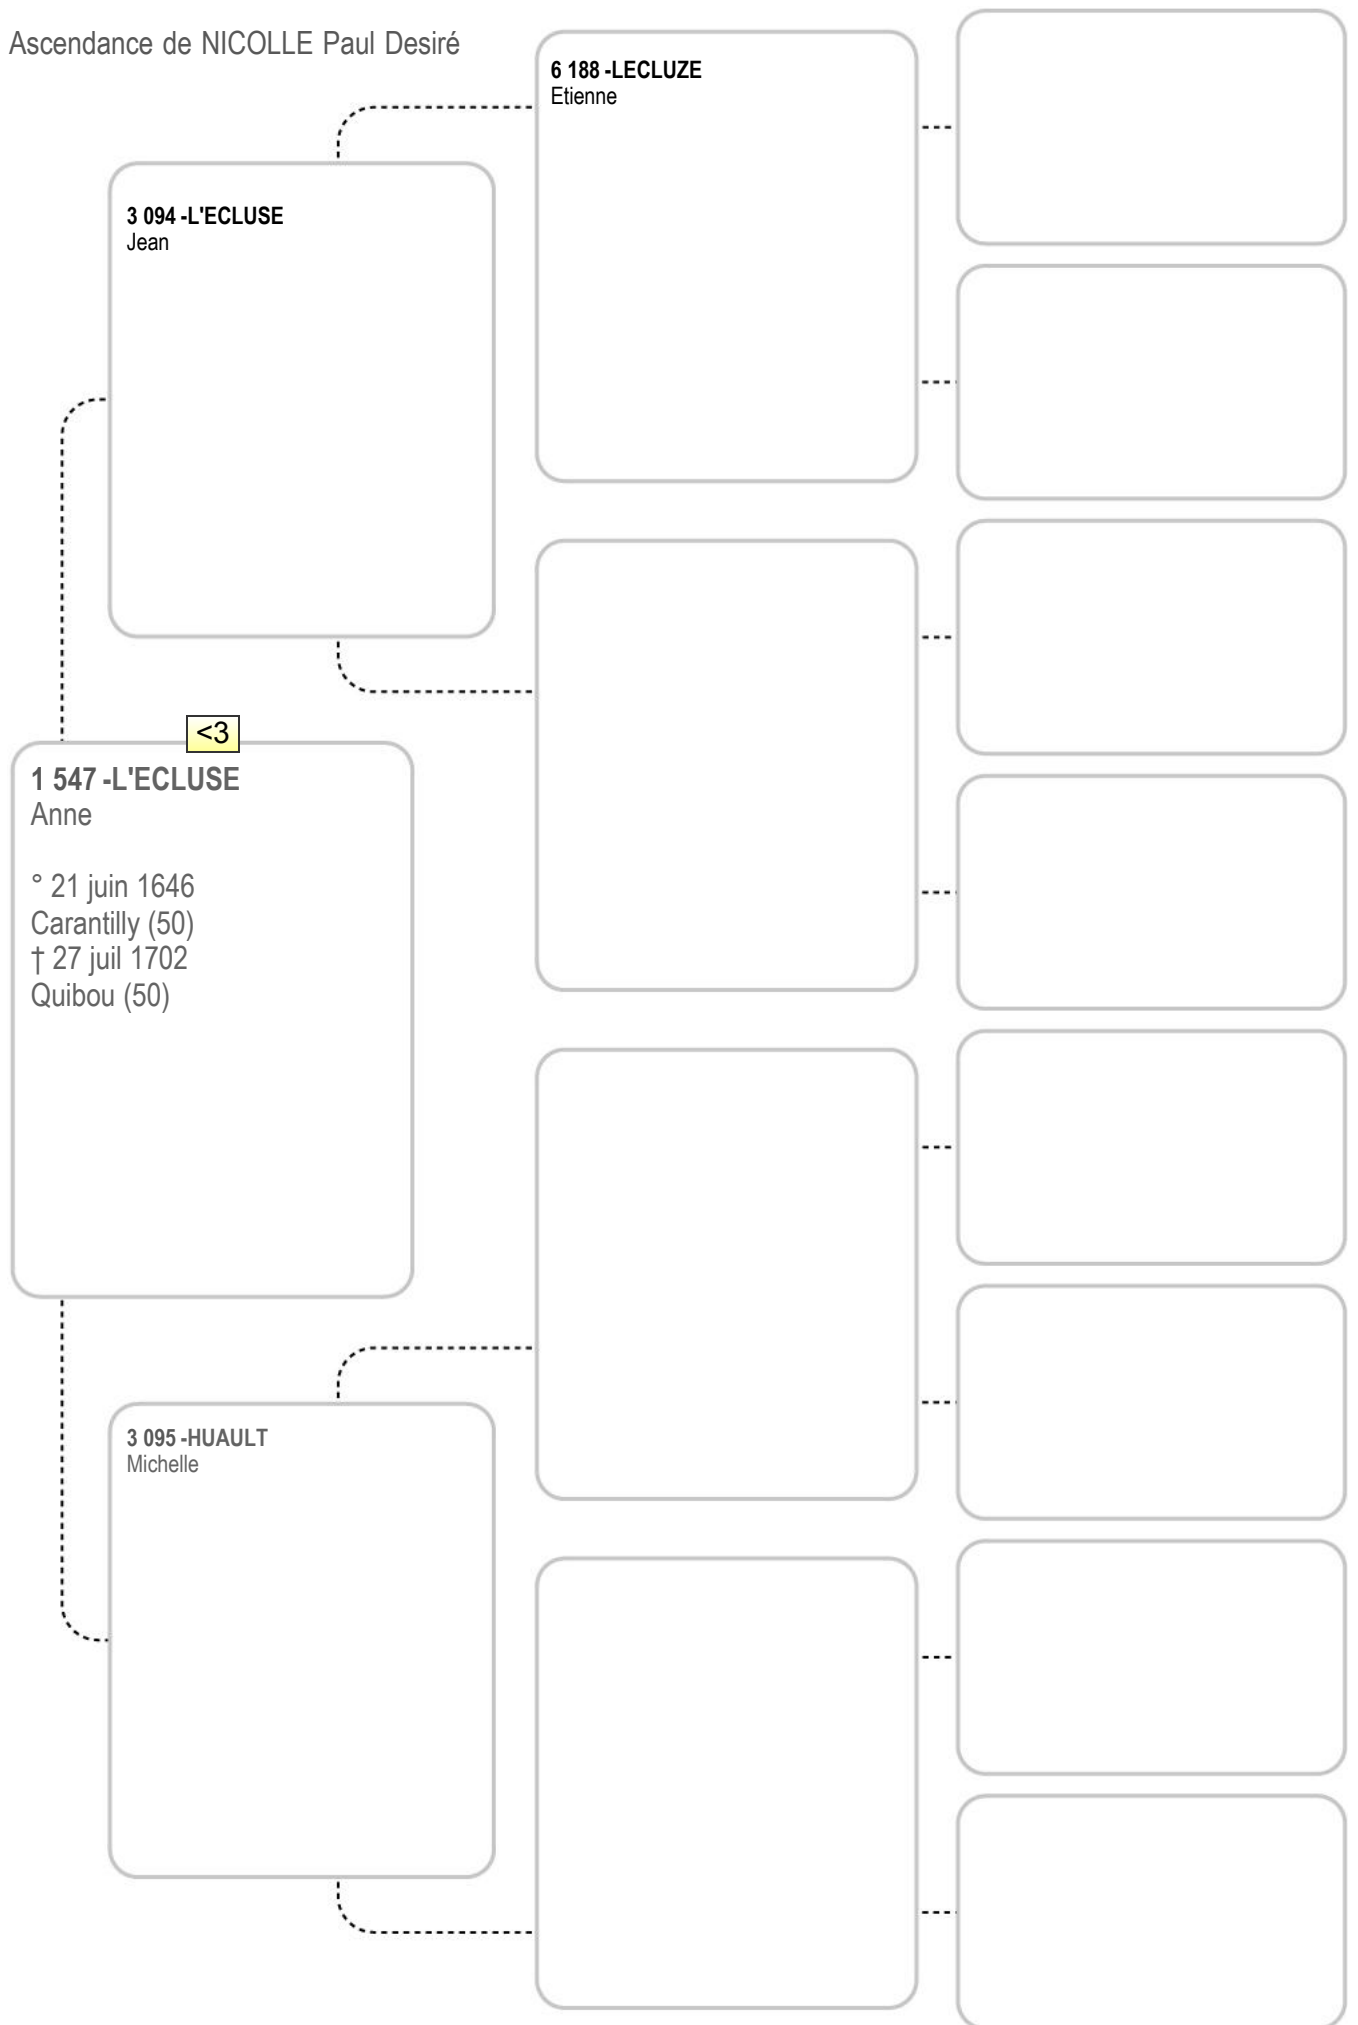 Ascendance de NICOLLE Paul Desiré
6 188 -LECLUZE
Etienne
3 094 -L'ECLUSE
Jean
<3
1 547 -L'ECLUSE
Anne
° 21 juin 1646
Carantilly (50)
† 27 juil 1702
Quibou (50)
3 095 -HUAULT
Michelle